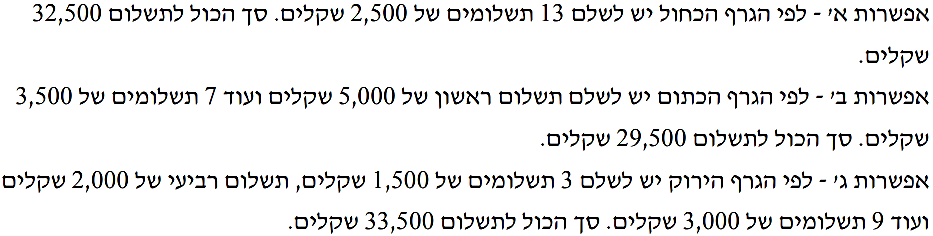 אפשרות א׳ - לפי הגרף הכחול יש לשלם 13 תשלומים של 2,500 שקלים. סך הכול לתשלום 32,500
שקלים.
אפשרות ב׳ - לפי הגרף הכתום יש לשלם תשלום ראשון של 5,000 שקלים ועוד 7 תשלומים של 3,500
שקלים. סך הכול לתשלום 29,500 שקלים.
אפשרות ג׳ - לפי הגרף הירוק יש לשלם 3 תשלומים של 1,500 שקלים, תשלום רביעי של 2,000 שקלים
ועוד 9 תשלומים של 3,000 שקלים. סך הכול לתשלום 33,500 שקלים.